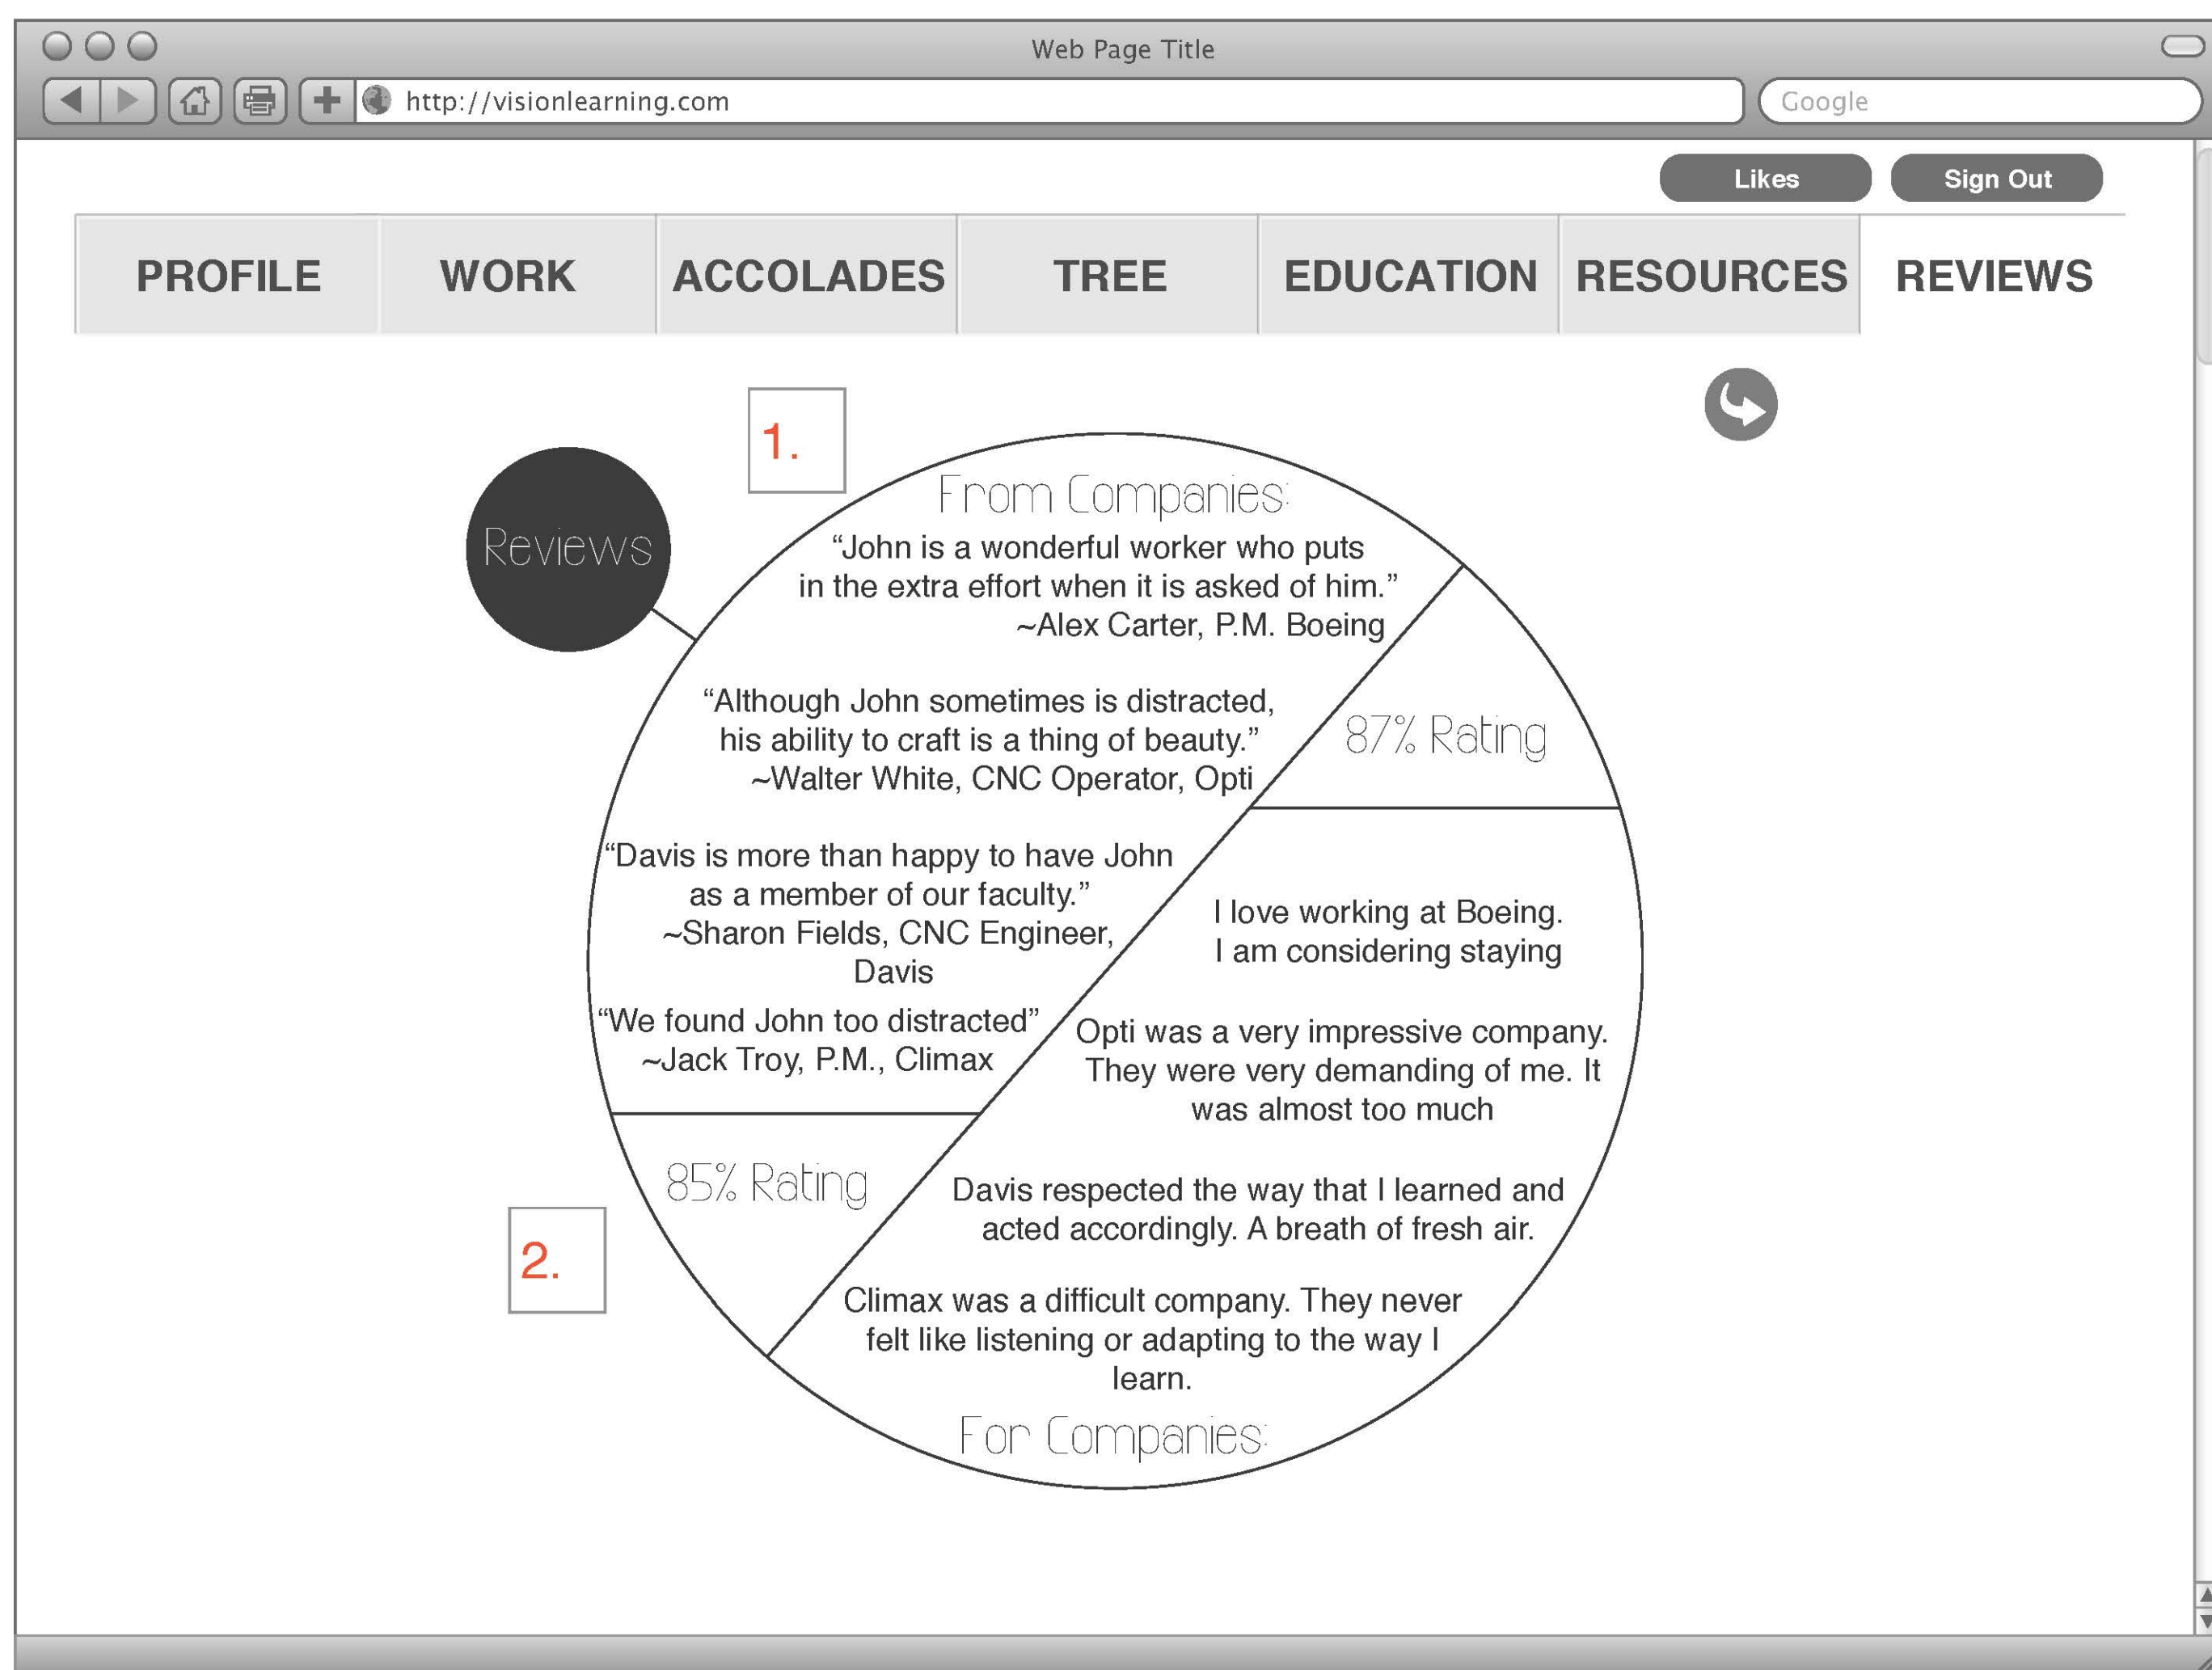 Web Page Title
http://visionlearning.com
Google
Likes
Sign Out
PROFILE
WORK
ACCOLADES
TREE
EDUCATION
RESOURCES
REVIEWS
1.
Reviews
From Companies:
“John is a wonderful worker who puts
in the extra effort when it is asked of him.”
~Alex Carter, P.M. Boeing
“Although John sometimes is distracted,
his ability to craft is a thing of beauty.”
~Walter White, CNC Operator, Opti
“Davis is more than happy to have John
as a member of our faculty.”
~Sharon Fields, CNC Engineer,
Davis
“We found John too distracted”
~Jack Troy, P.M., Climax
85% Rating
2.
87% Rating
I love working at Boeing.
I am considering staying
Opti was a very impressive company.
They were very demanding of me. It
was almost too much
Davis respected the way that I learned and
acted accordingly. A breath of fresh air.
Climax was a difficult company. They never
felt like listening or adapting to the way I
learn.
For Companies: